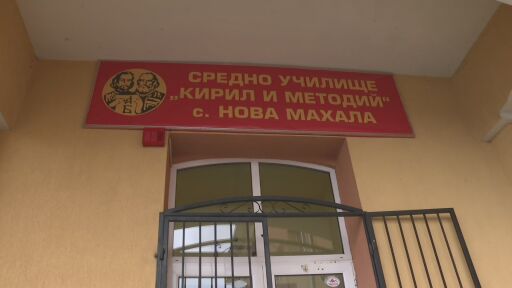 СРЕДНО УЧИЛИЩЕ
„КИРИЛ И МЕТОДИЙ“
с. НОВА МАХАЛА